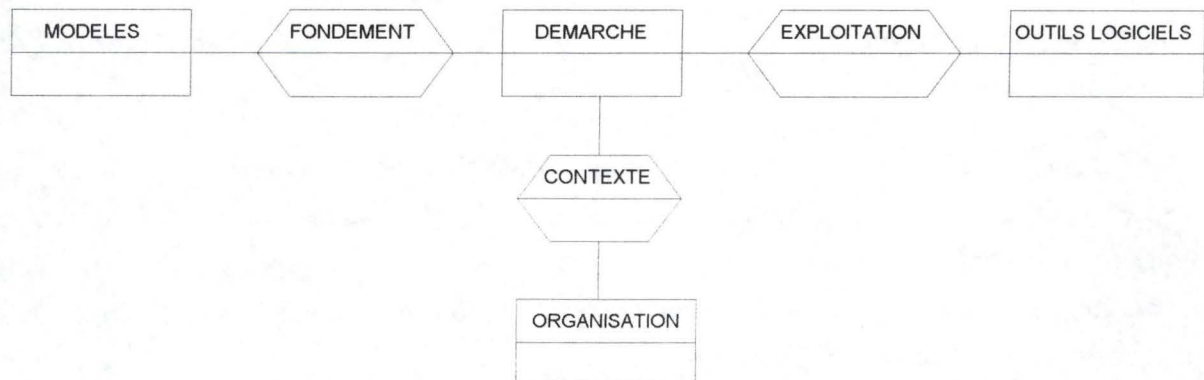 MODELES
FONDEMENT
DEMARCHE
EXPLOITATION
OUTILS LOGICIELS
CONTEXTE
ORGANISATION